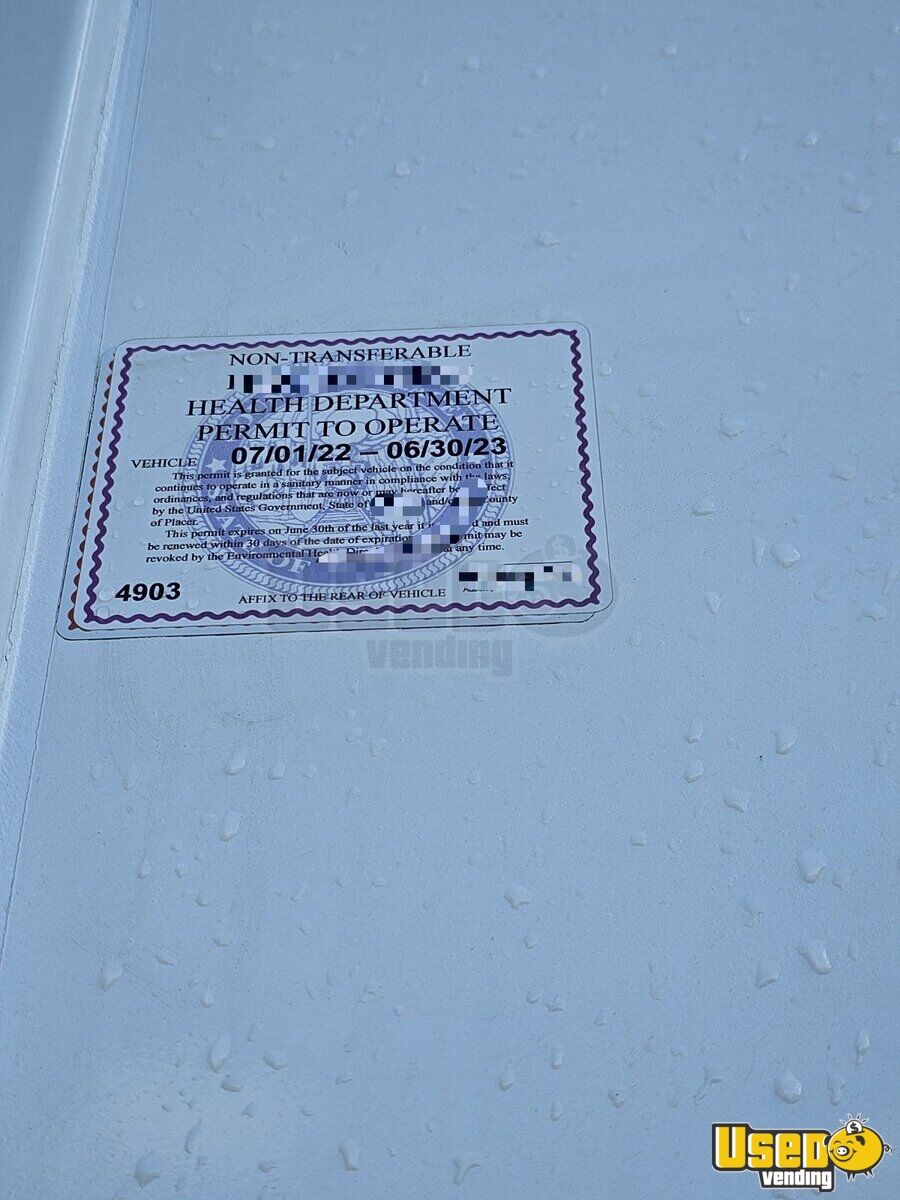 NON-TRANSFERABLE
HEALTH DEPARTMENT
PERMIT TO OPERATE
VEHICLE 07/01/22 – 06/30/23
This permit is granted for the subject vehicle on the condition that it
continues to operate in a sanitary manner in compliance with the laws,
ordinances, and regulations that are now or may hereafter be
by the United States Government, State of and/
of Placer.
This permit expires on June 30th of the last year it and must
be renewed within 30 days of the date of expiration may be
revoked by the Environmental any time.
4903
AFFIX TO THE REAR OF VEHICLE
vending
USED
vending